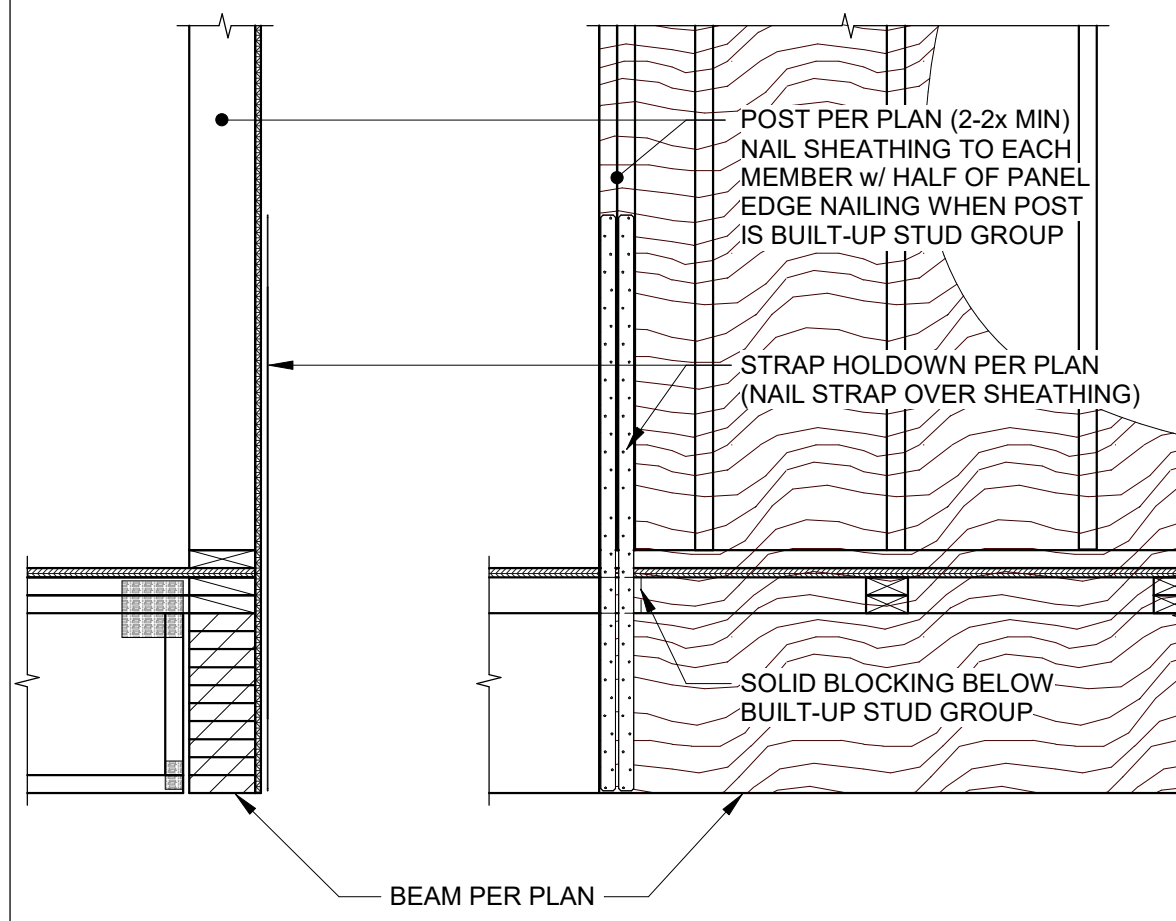 POST PER PLAN (2-2x MIN)
NAIL SHEATHING TO EACH
MEMBER w/ HALF OF PANEL
EDGE NAILING WHEN POST
IS BUILT-UP STUD GROUP
STRAP HOLDOWN PER PLAN
(NAIL STRAP OVER SHEATHING)
SOLID BLOCKING BELOW
BUILT-UP STUD GROUP
BEAM PER PLAN